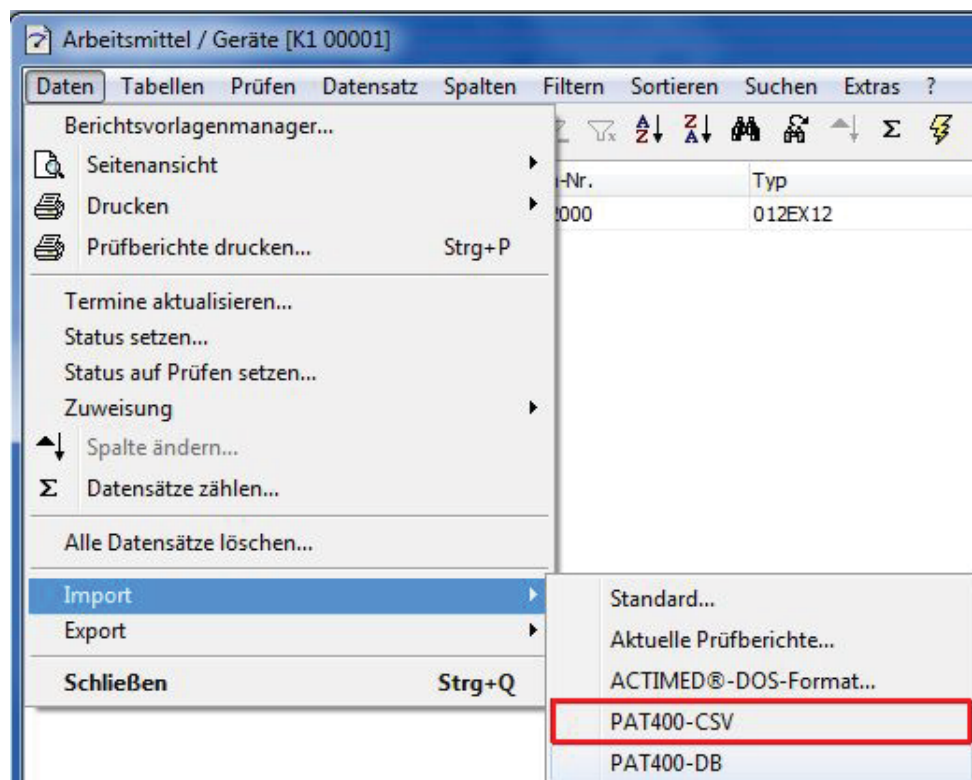 Arbeitsmittel / Geräte [K1 00001]
Daten Tabellen Prüfen Datensatz Spalten Filtern Sortieren Suchen Extras ?
Berichtsvorlagenmanager...
Seitenansicht
Drucken
Prüfberichte drucken... Strg+P
Termine aktualisieren...
Status setzen...
Status auf Prüfen setzen...
Zuweisung
Spalte ändern...
Σ Datensätze zählen...
Alle Datensätze löschen...
Import
Export
Schließen Strg+Q
A Z Z A Σ
-Nr. Typ
2000 012EX12
Standard...
Aktuelle Prüfberichte...
ACTIMED®-DOS-Format...
PAT400-CSV
PAT400-DB